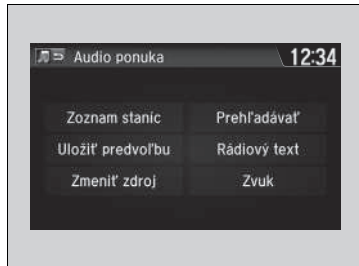 Audio ponuka 12:34
Zoznam staníc Prehľadávať
Uložiť predvoľbu Rádiový text
Zmeniť zdroj Zvuk